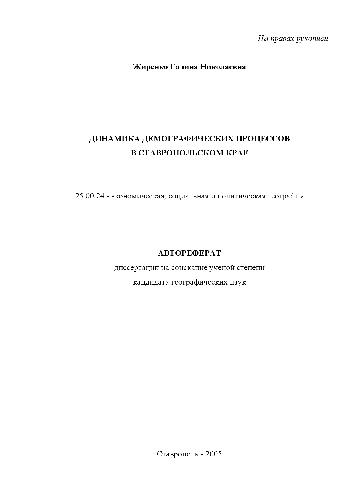 На правах рукописи
Галина Николаевна
ДИНАМИКА ДЕМОГРАФИЧЕСКИХ ПРОЦЕССОВ
В СТАВРОПОЛЬСКОМ КРАЕ
25.00.24 – экономическая, социальная и политическая география
АВТОРЕФЕРАТ
диссертации на соискание ученой степени
кандидата географических наук
Ставрополь - 2005